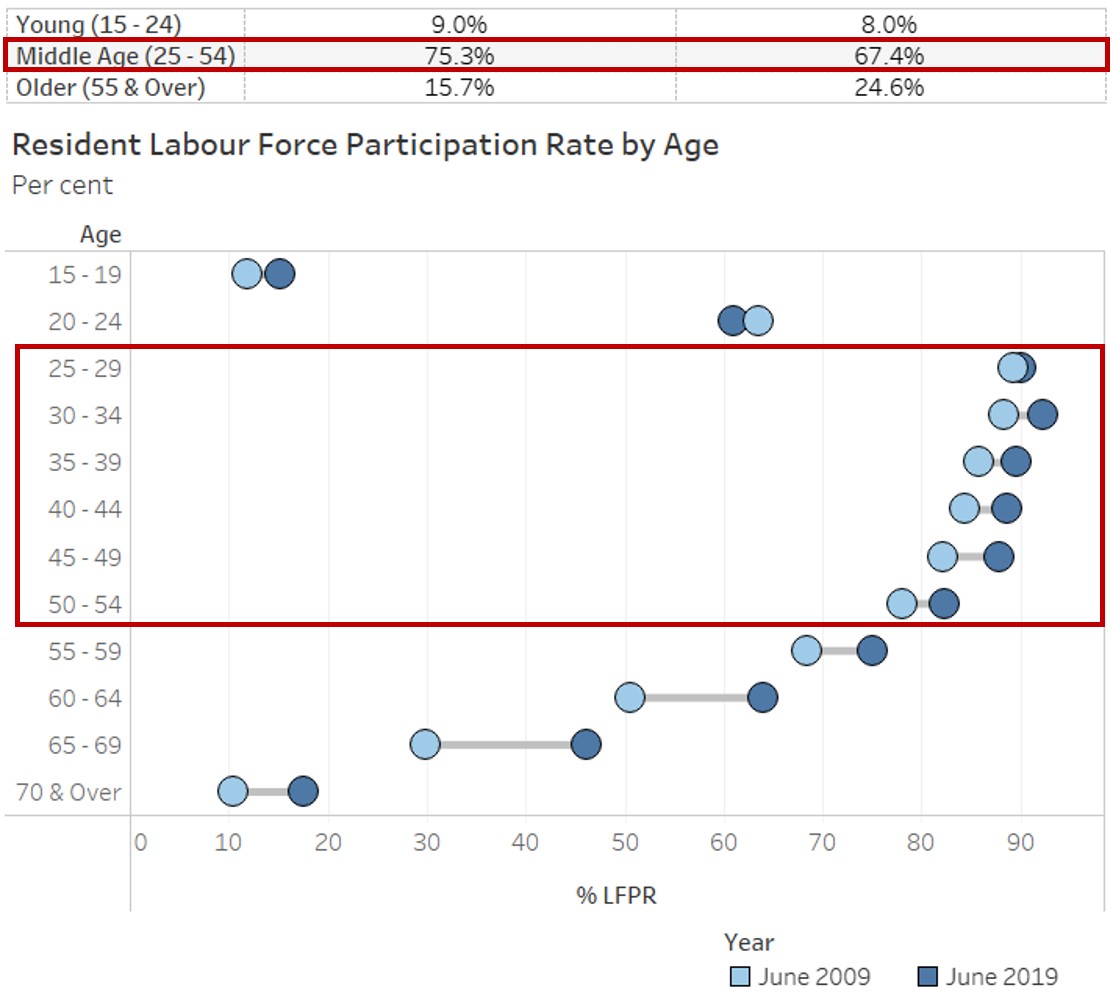 Young (15 - 24) 9.0% 8.0%
Middle Age (25 - 54) 75.3% 67.4%
Older (55 & Over) 15.7% 24.6%
Resident Labour Force Participation Rate by Age
Per cent
Age
15 - 19
20 - 24
25 - 29
30 - 34
35 - 39
40 - 44
45 - 49
50 - 54
55 - 59
60 - 64
65 - 69
70 & Over
0 10 20 30 40 50 60 70 80 90
% LFPR
Year
June 2009 June 2019